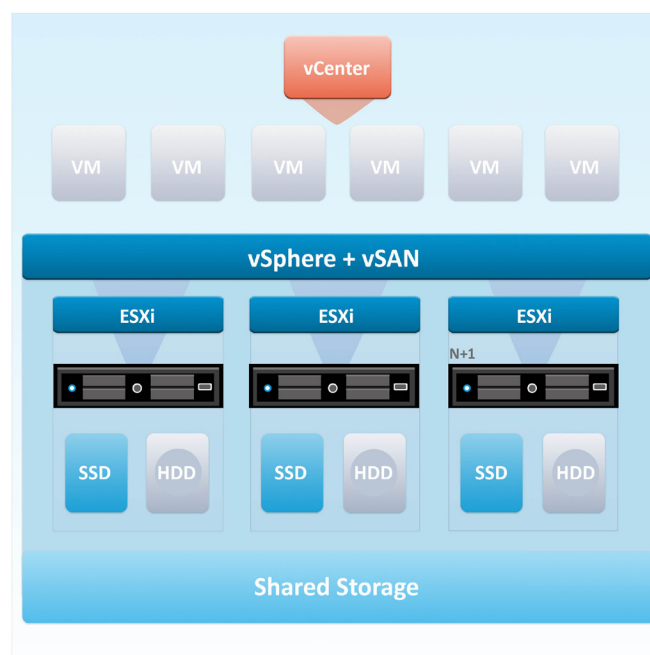 vCenter
VM VM VM VM VM VM
vSphere + vSAN
ESXi ESXi ESXi
N+1
SSD HDD SSD HDD SSD HDD
Shared Storage